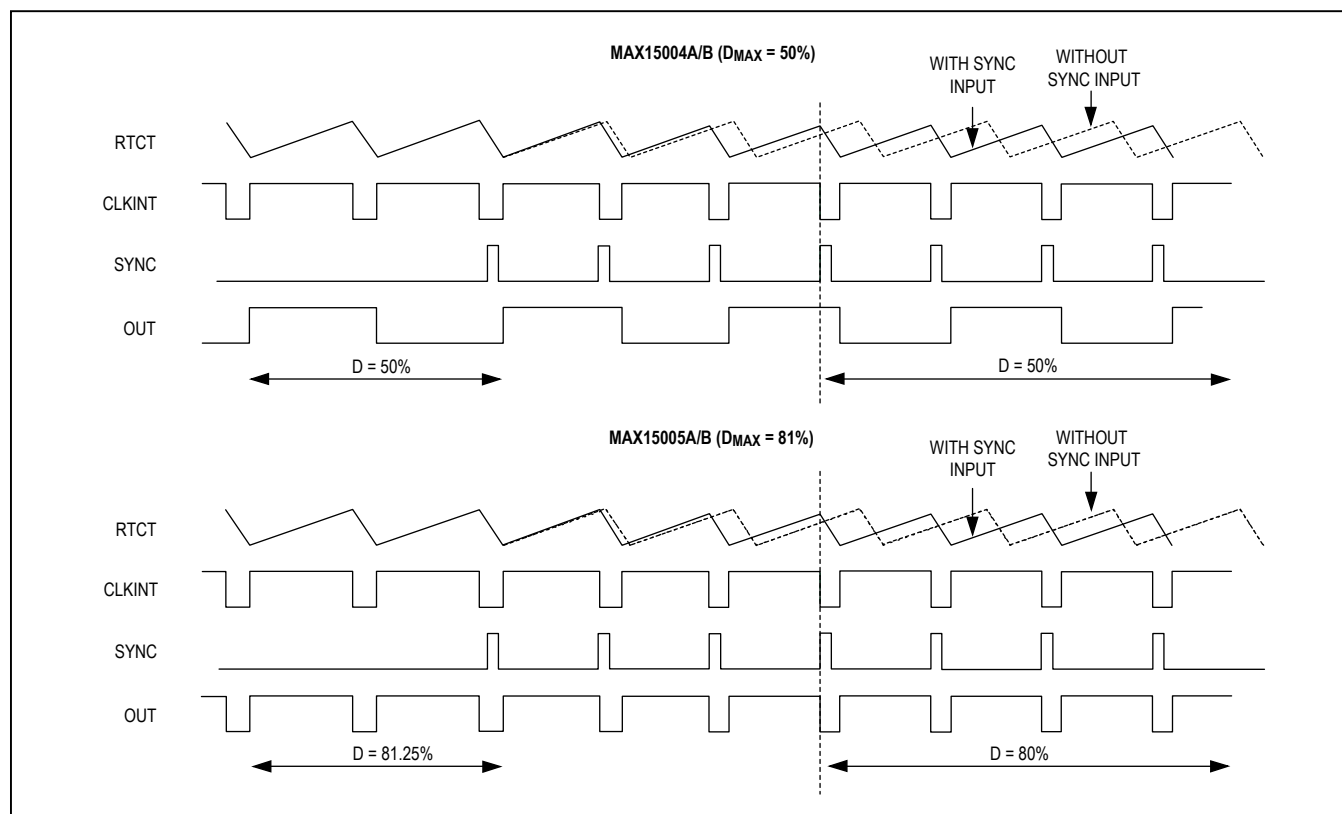 MAX15004A/B (DMAX = 50%)
WITH SYNC
INPUT
WITHOUT
SYNC INPUT
RTCT
CLKINT
SYNC
OUT
D = 50%
D = 50%
MAX15005A/B (DMAX = 81%)
WITH SYNC
INPUT
WITHOUT
SYNC INPUT
RTCT
CLKINT
SYNC
OUT
D = 81.25%
D = 80%